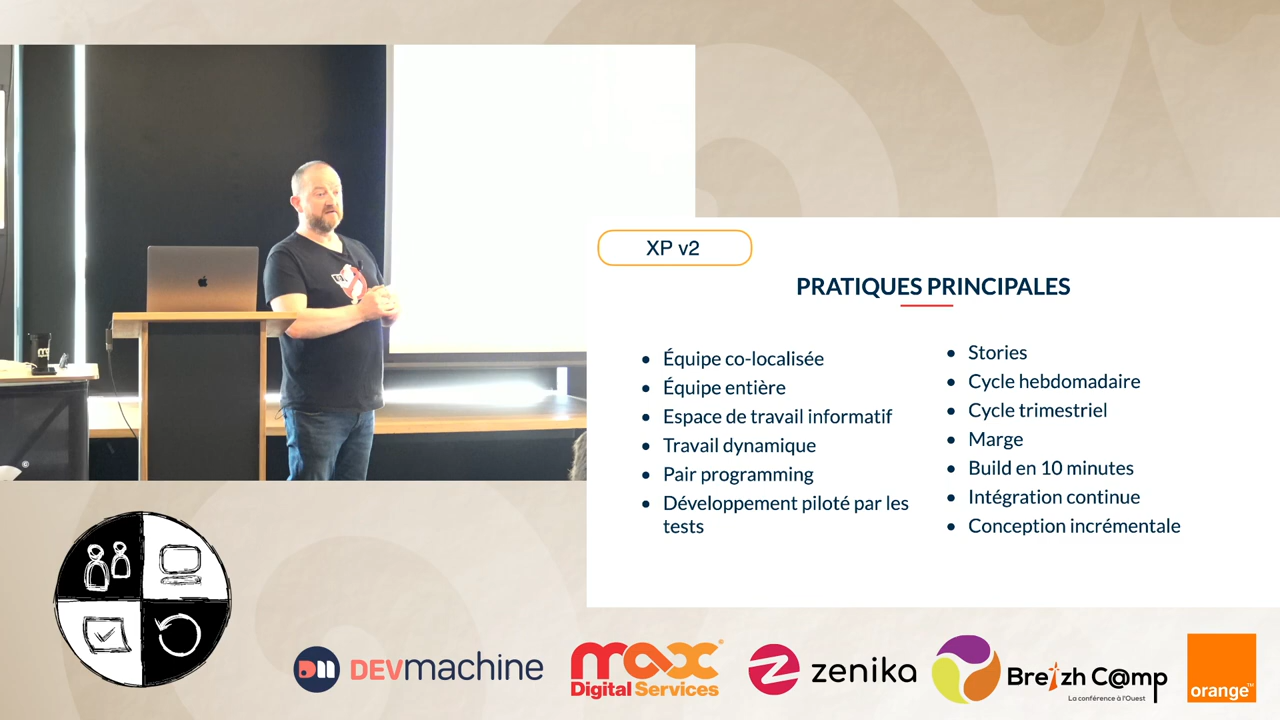 XP v2
PRATIQUES PRINCIPALES
Équipe co-localisée
Équipe entière
Espace de travail informatif
Travail dynamique
Pair programming
Développement piloté par les
tests
Stories
Cycle hebdomadaire
Cycle trimestriel
Marge
Build en 10 minutes
Intégration continue
Conception incrémentale
DEVmachine
max
Digital Services
zenika
Breizh C@mp
La conférence à l'Ouest
orange™